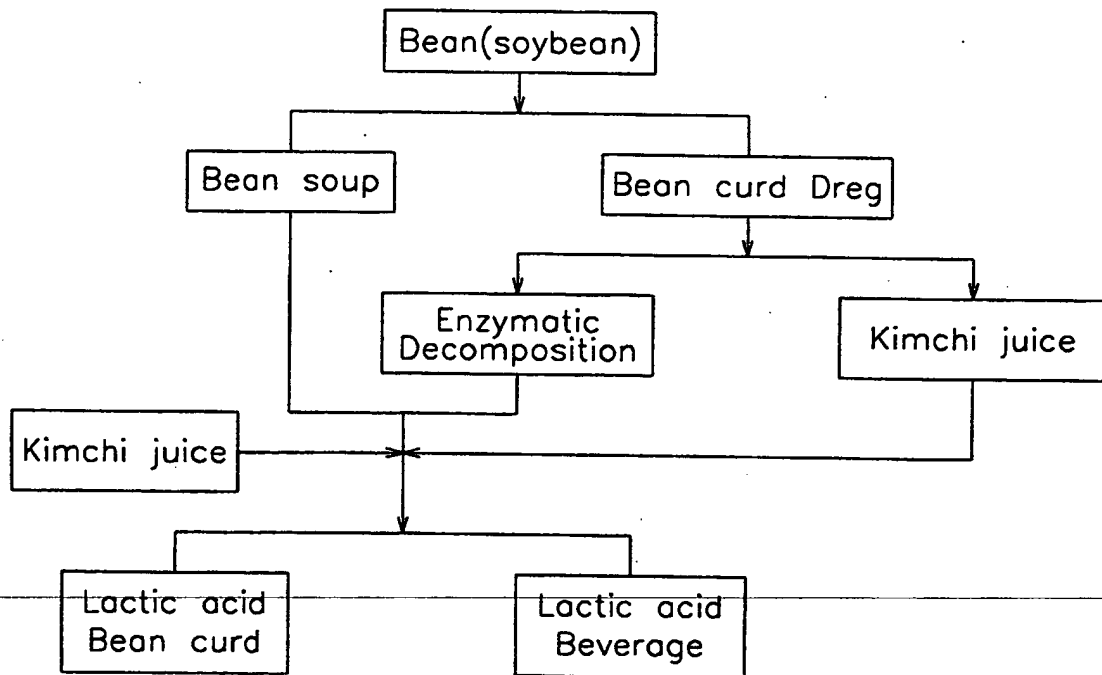 Bean(soybean)
Bean soup
Bean curd Dreg
Enzymatic
Decomposition
Kimchi juice
Kimchi juice
Lactic acid
Bean curd
Lactic acid
Beverage